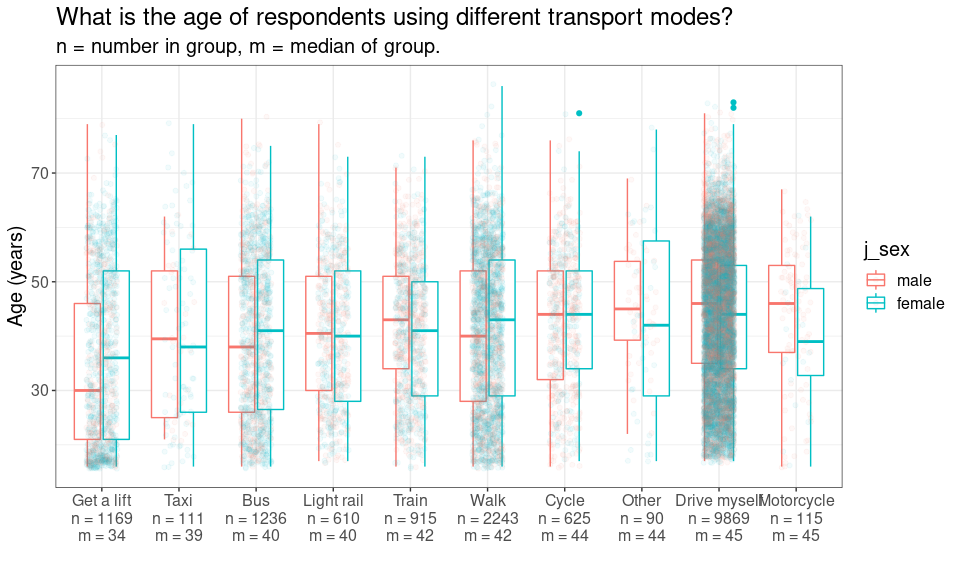 What is the age of respondents using different transport modes?
n = number in group, m = median of group.
Age (years)
70
50
30
Get a lift
n = 1169
m = 34
Taxi
n = 111
m = 39
Bus
n = 1236
m = 40
Light rail
n = 610
m = 40
Train
n = 915
m = 42
Walk
n = 2243
m = 42
Cycle
n = 625
m = 44
Other
n = 90
m = 44
Drive myself
n = 9869
m = 45
Motorcycle
n = 115
m = 45
j_sex
male
female